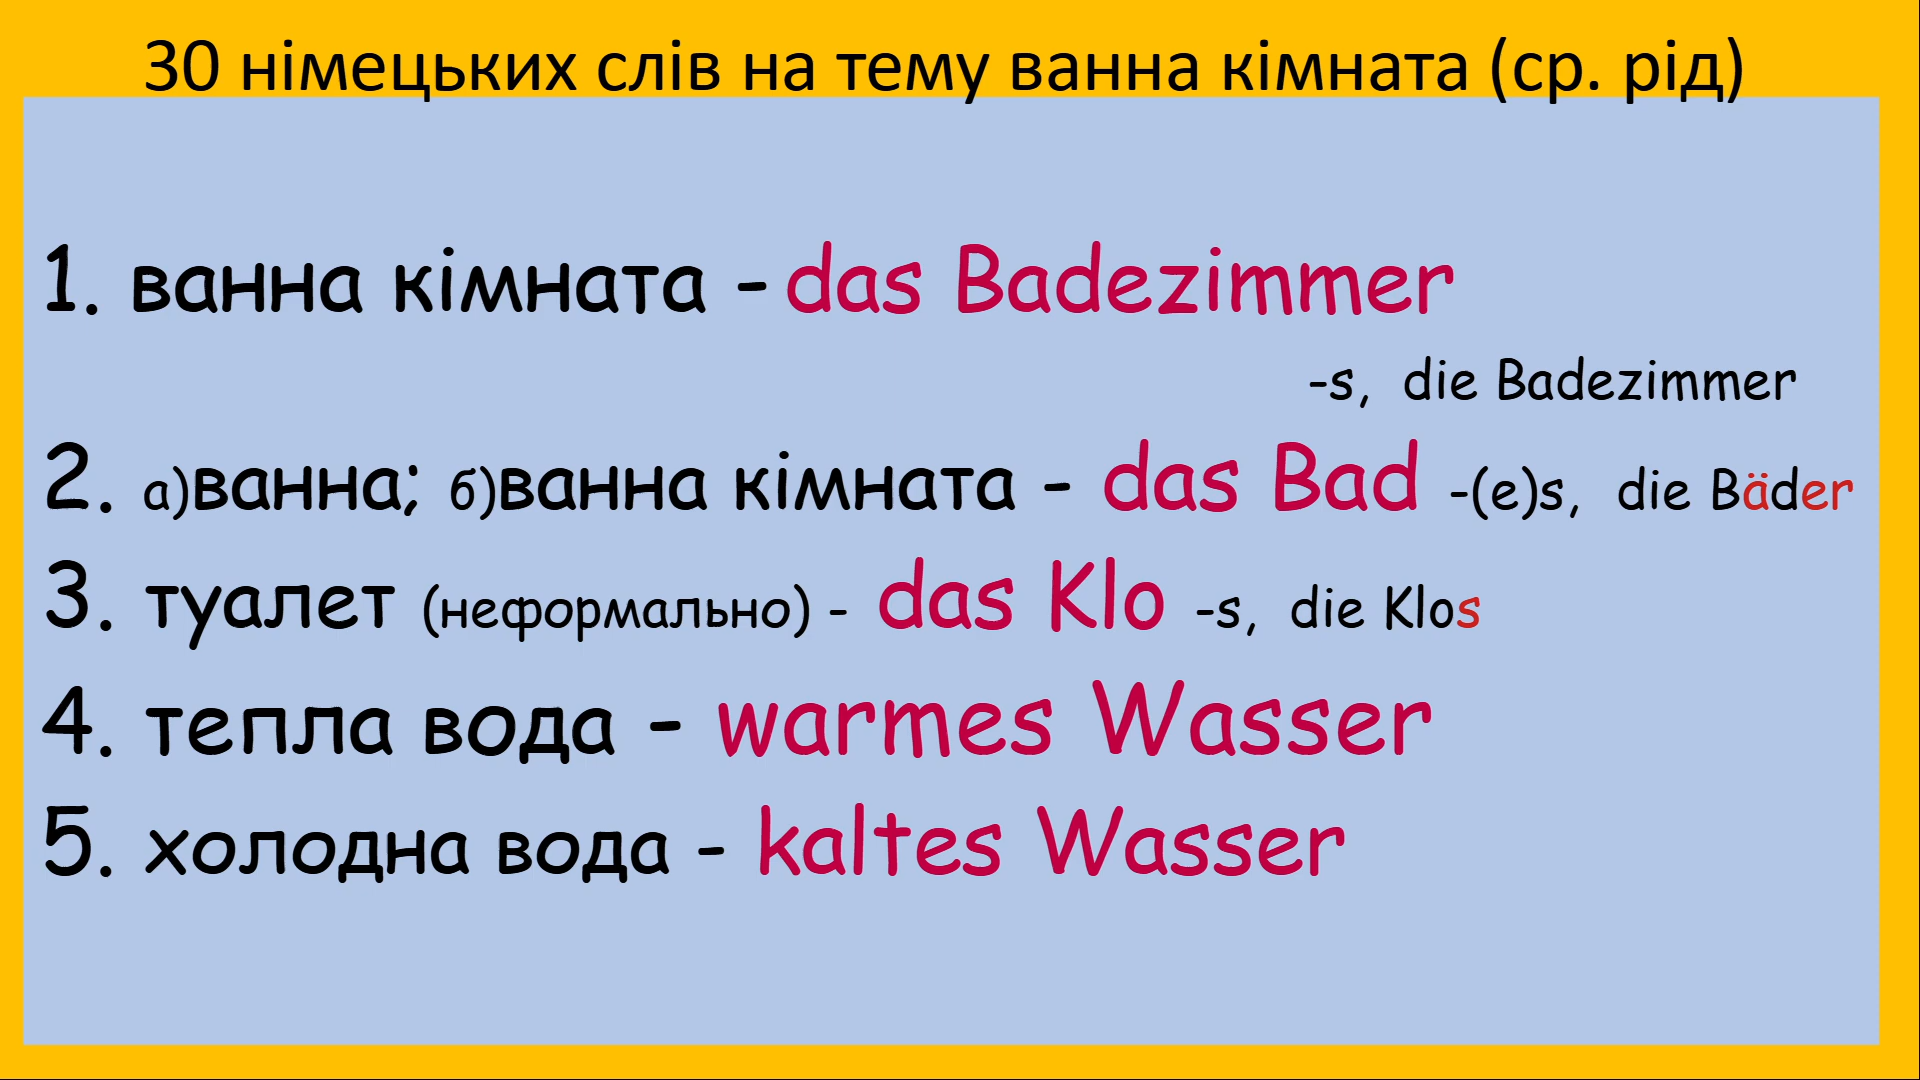 30 німецьких слів на тему ванна кімната (ср. рід)
1. ванна кімната - das Badezimmer
-s, die Badezimmer
2. а)ванна; б)ванна кімната - das Bad -(e)s, die Bäder
3. туалет (неформально) - das Klo -s, die Klos
4. тепла вода - warmes Wasser
5. холодна вода - kaltes Wasser